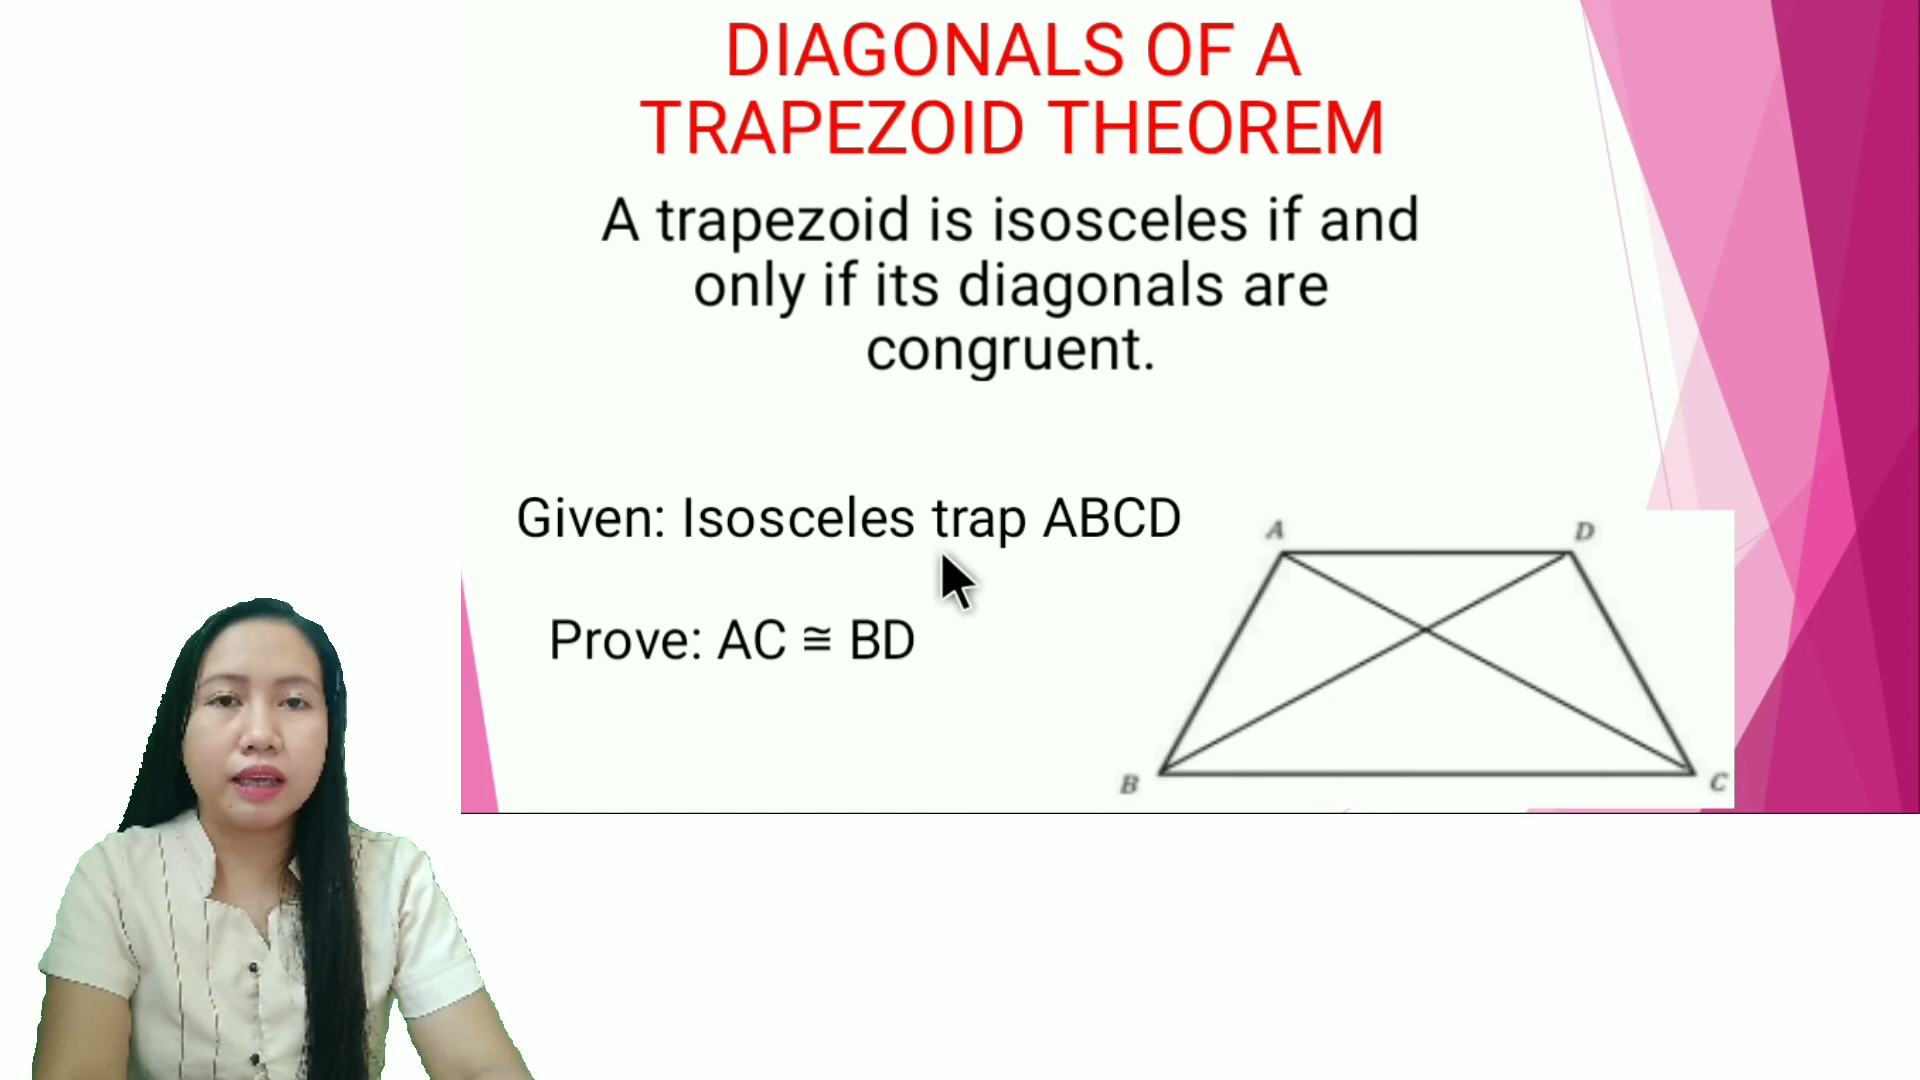 DIAGONALS OF A
TRAPEZOID THEOREM
A trapezoid is isosceles if and
only if its diagonals are
congruent.
Given: Isosceles trap ABCD
Prove: AC ≅ BD
A
D
B
C